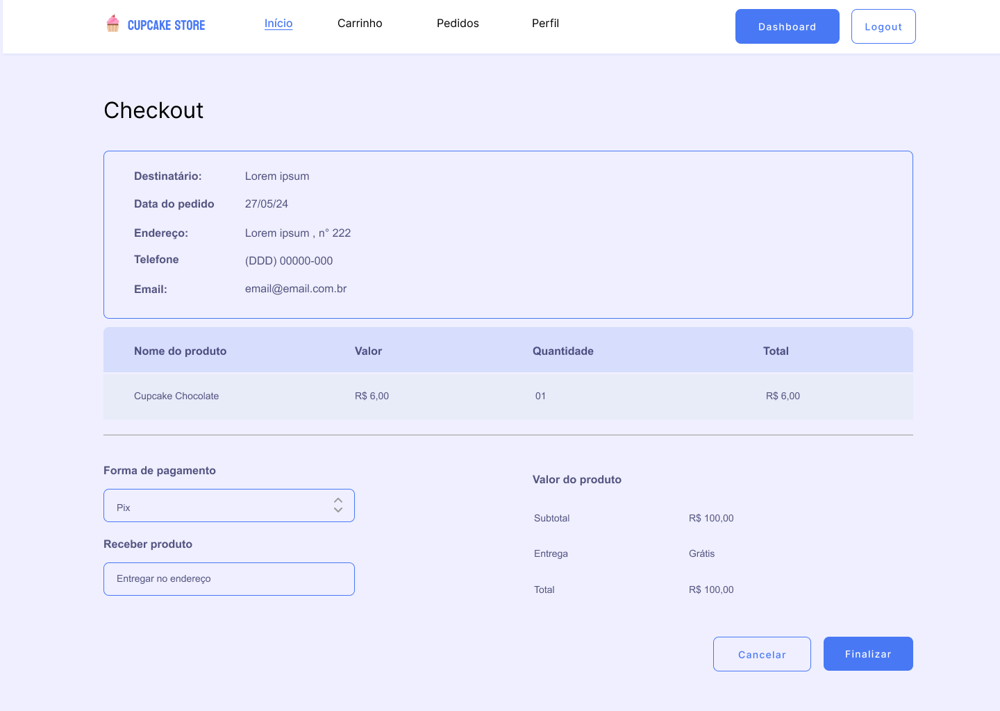 CUPCAKE STORE Início Carrinho Pedidos Perfil Dashboard Logout
Checkout
Destinatário: Lorem ipsum
Data do pedido 27/05/24
Endereço: Lorem ipsum , n° 222
Telefone (DDD) 00000-000
Email: email@email.com.br
Nome do produto Valor Quantidade Total
Cupcake Chocolate R$ 6,00 01 R$ 6,00
Forma de pagamento
Pix
Receber produto
Entregar no endereço
Valor do produto
Subtotal R$ 100,00
Entrega Grátis
Total R$ 100,00
Cancelar Finalizar